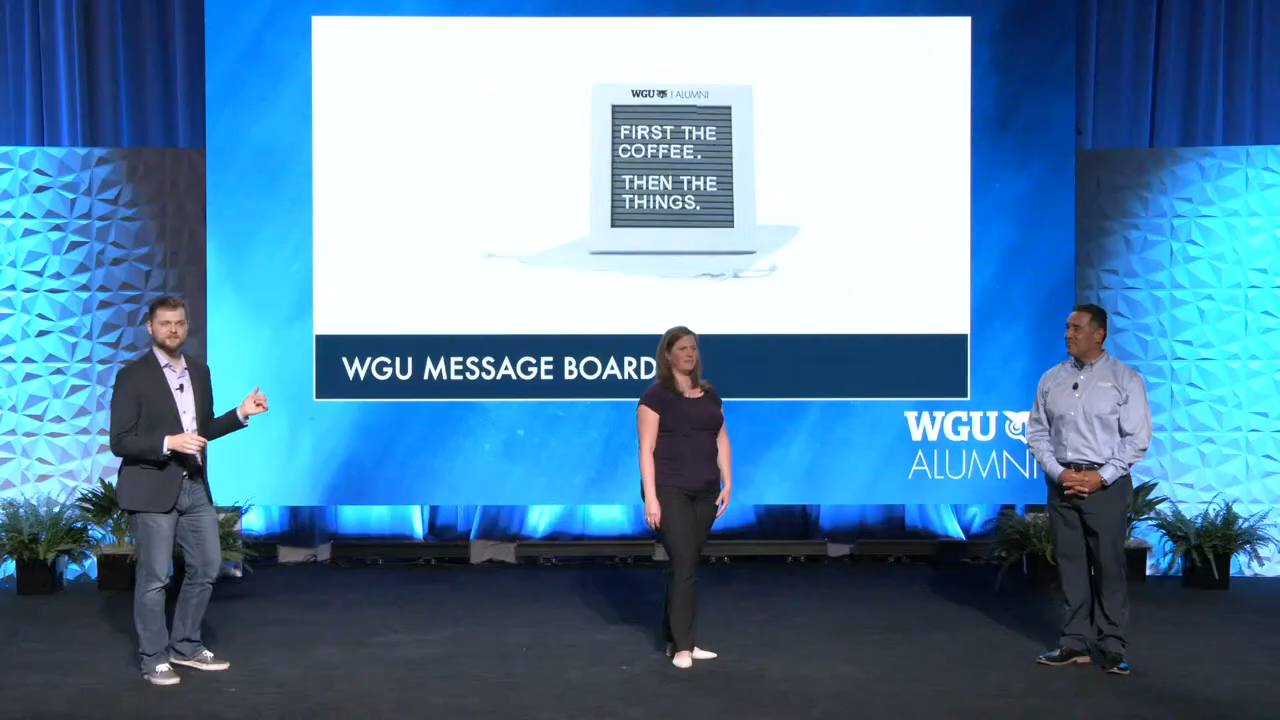 WGU | ALUMNI
FIRST THE
COFFEE.
THEN THE
THINGS.
WGU MESSAGE BOARD
WGU
ALUMNI